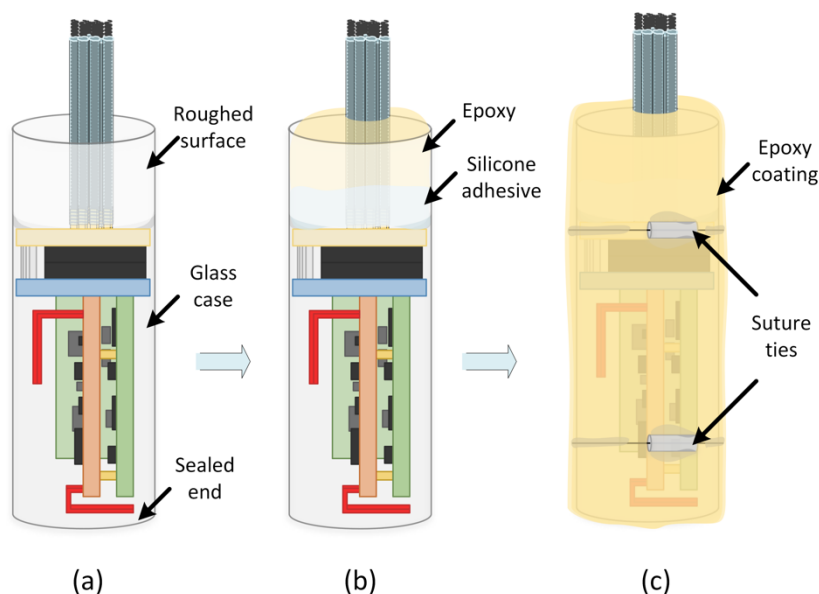 Roughed
surface
Glass
case
Sealed
end
(a)
Epoxy
Silicone
adhesive
(b)
Epoxy
coating
Suture
ties
(c)